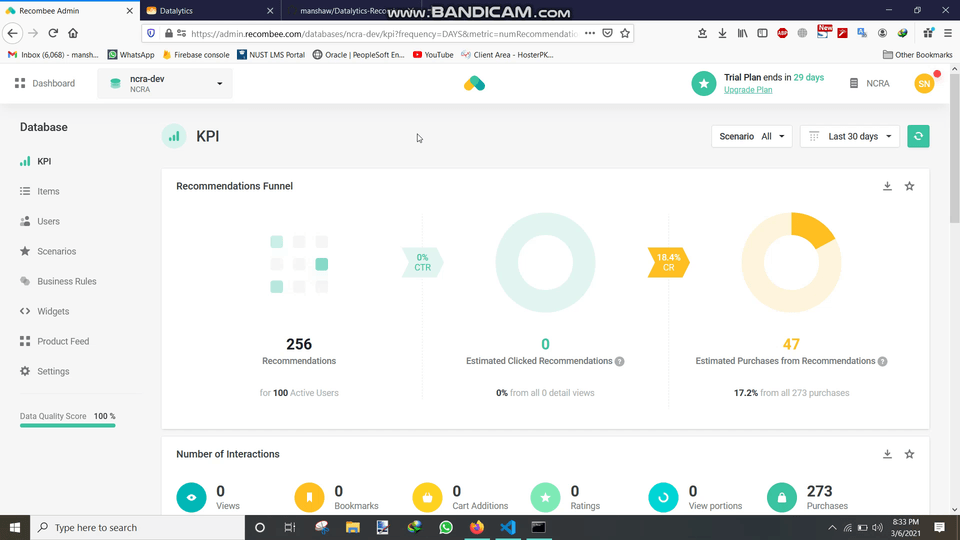 Recombee Admin
Datalytics
manshaw/Datalytics-Reco
www.BANDICAM.com
https://admin.recombee.com/databases/ncra-dev/kpi?frequency=DAYS&metric=numRecommendation
Inbox (6,068) - mansh...
WhatsApp
Firebase console
NUST LMS Portal
Oracle | PeopleSoft En...
YouTube
Client Area - HosterPK...
Other Bookmarks
Dashboard
ncra-dev
NCRA
Trial Plan ends in 29 days
Upgrade Plan
NCRA
SN
Database
KPI
Items
Users
Scenarios
Business Rules
Widgets
Product Feed
Settings
Data Quality Score 100 %
KPI
Scenario All
Last 30 days
Recommendations Funnel
0%
CTR
18.4%
CR
256
Recommendations
for 100 Active Users
0
Estimated Clicked Recommendations ?
0% from all 0 detail views
47
Estimated Purchases from Recommendations ?
17.2% from all 273 purchases
Number of Interactions
0
Views
0
Bookmarks
0
Cart Additions
0
Ratings
0
View portions
273
Purchases
Type here to search
8:33 PM
3/6/2021
New
ABP